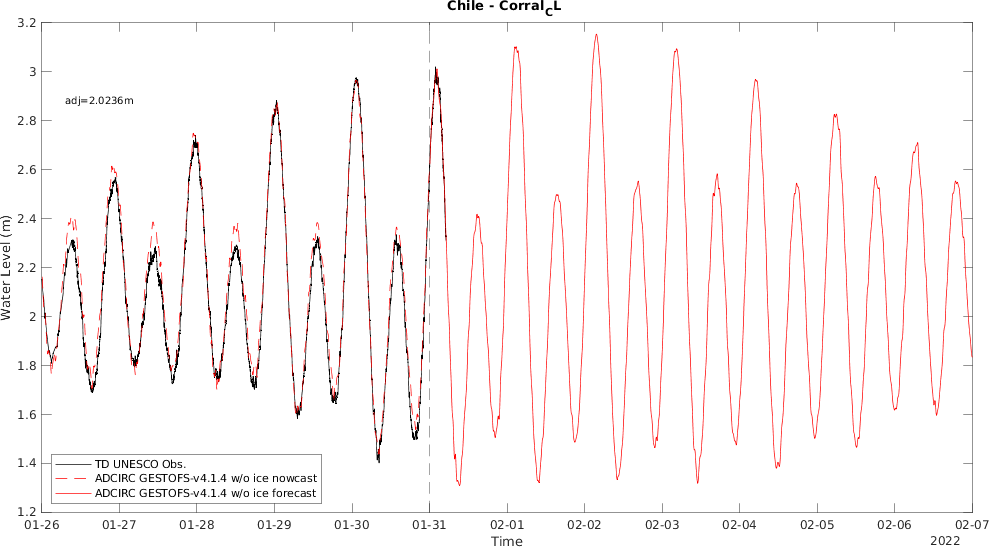 Chile - Corral_CL
3.2
3
2.8
2.6
2.4
2.2
2
1.8
1.6
1.4
1.2
Water Level (m)
adj=2.0236m
TD UNESCO Obs.
ADCIRC GESTOFS-v4.1.4 w/o ice nowcast
ADCIRC GESTOFS-v4.1.4 w/o ice forecast
01-26 01-27 01-28 01-29 01-30 01-31 02-01 02-02 02-03 02-04 02-05 02-06 02-07
Time
2022